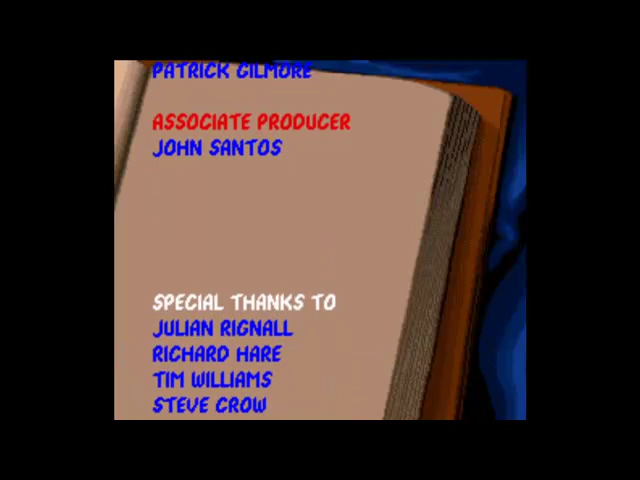 PATRICK GILMORE
ASSOCIATE PRODUCER
JOHN SANTOS
SPECIAL THANKS TO
JULIAN RIGNALL
RICHARD HARE
TIM WILLIAMS
STEVE CROW